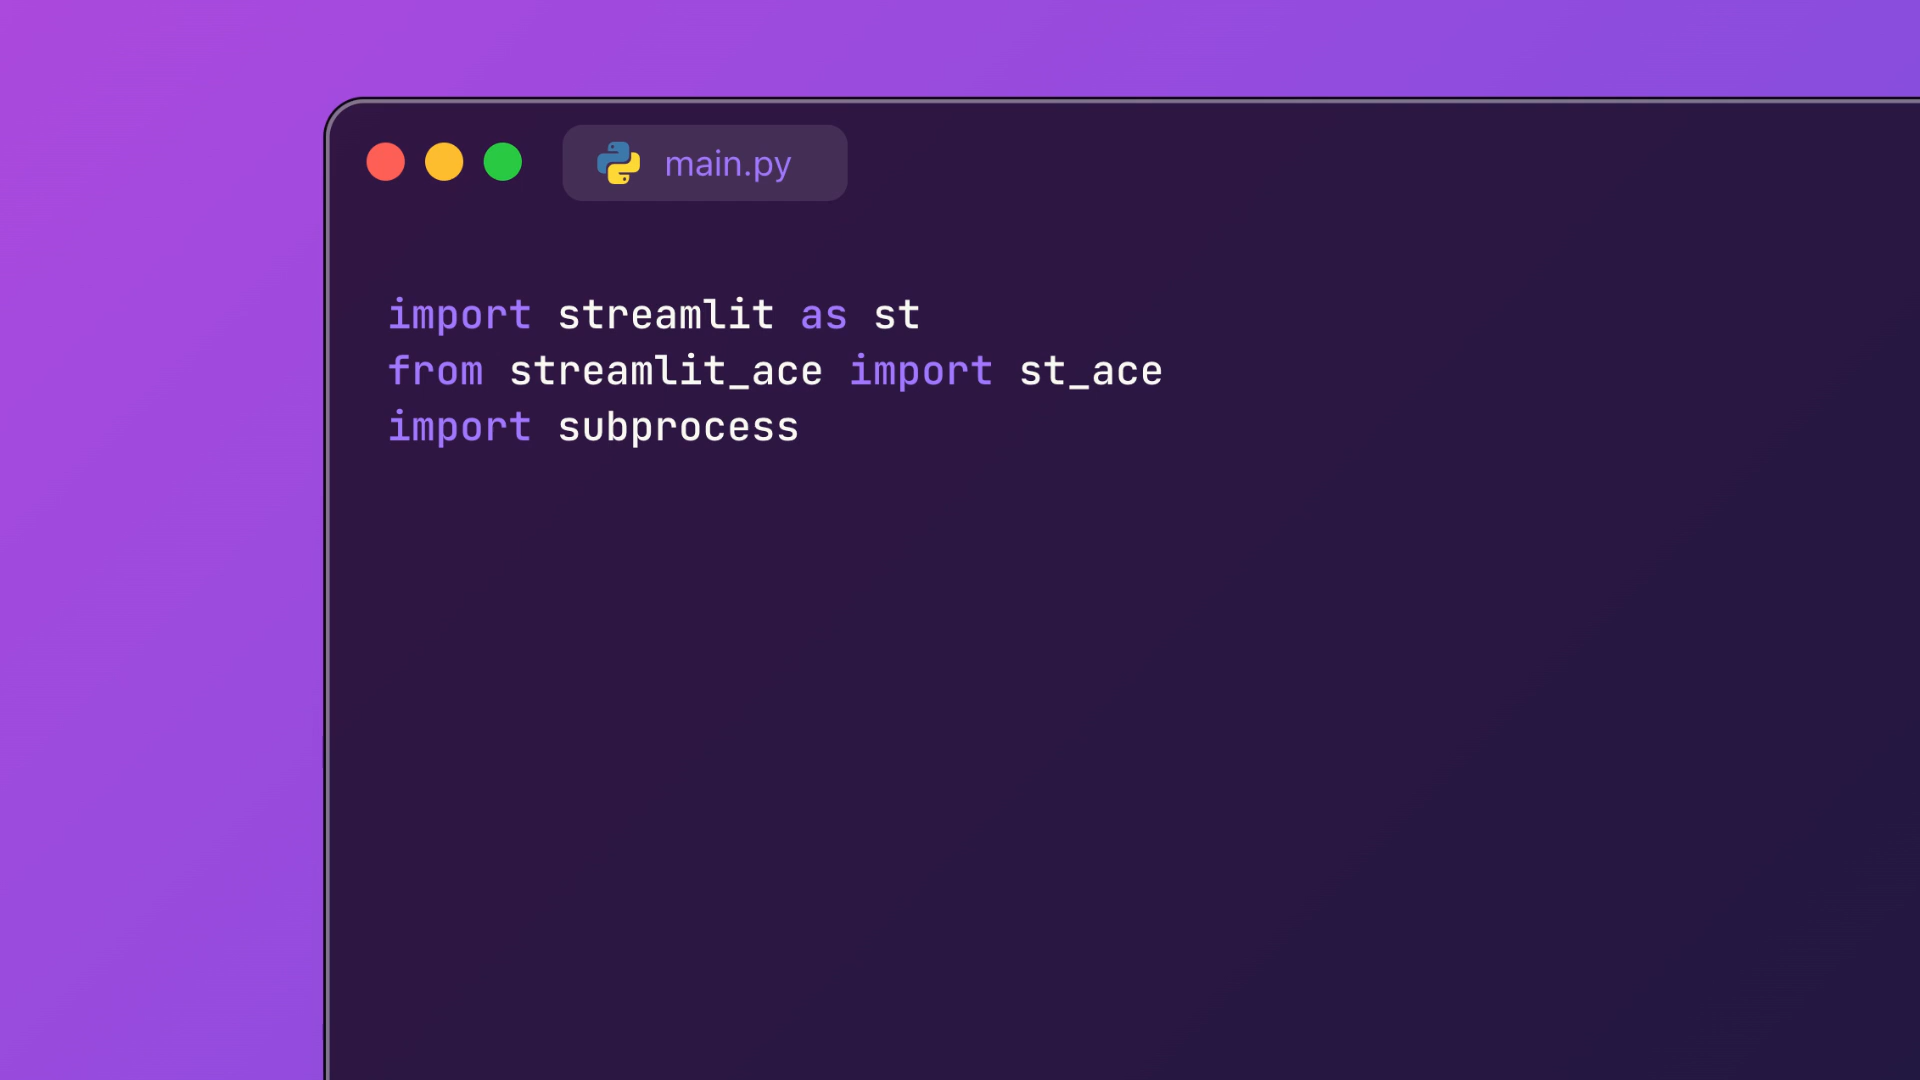 main.py
import streamlit as st
from streamlit_ace import st_ace
import subprocess